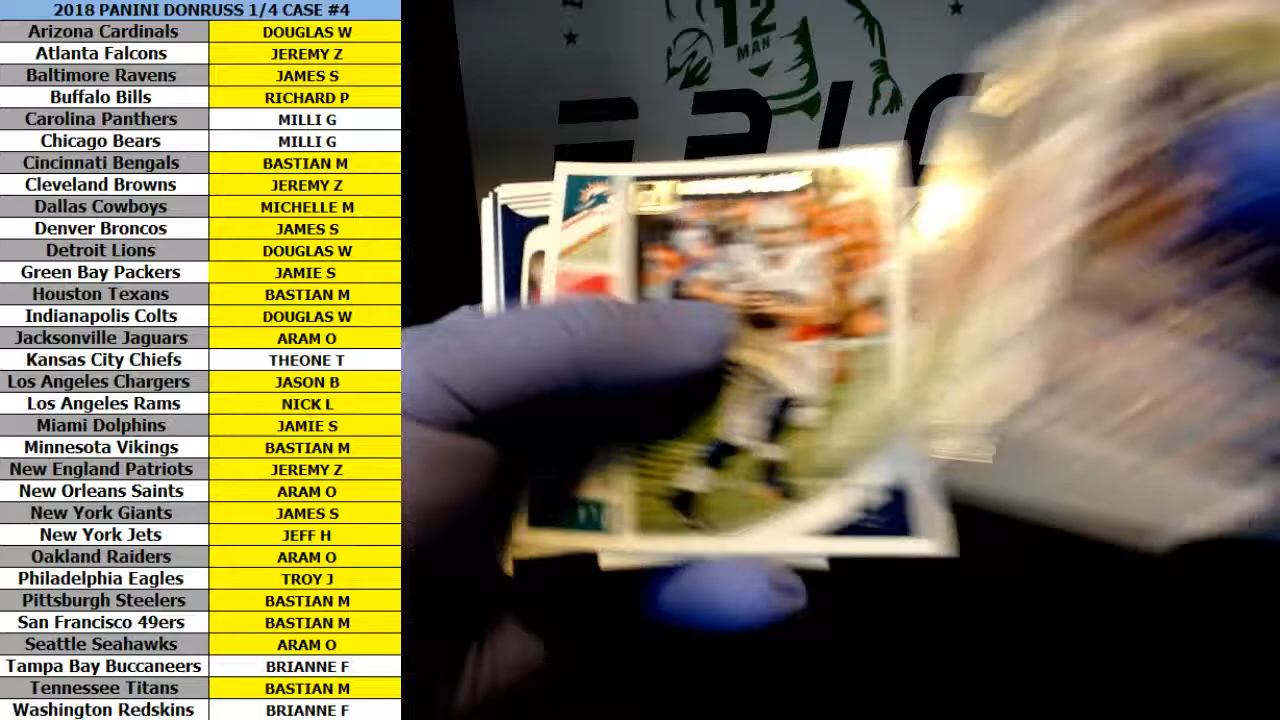 2018 PANINI DONRUSS 1/4 CASE #4
Arizona Cardinals DOUGLAS W
Atlanta Falcons JEREMY Z
Baltimore Ravens JAMES S
Buffalo Bills RICHARD P
Carolina Panthers MILLI G
Chicago Bears MILLI G
Cincinnati Bengals BASTIAN M
Cleveland Browns JEREMY Z
Dallas Cowboys MICHELLE M
Denver Broncos JAMES S
Detroit Lions DOUGLAS W
Green Bay Packers JAMIE S
Houston Texans BASTIAN M
Indianapolis Colts DOUGLAS W
Jacksonville Jaguars ARAM O
Kansas City Chiefs THEONE T
Los Angeles Chargers JASON B
Los Angeles Rams NICK L
Miami Dolphins JAMIE S
Minnesota Vikings BASTIAN M
New England Patriots JEREMY Z
New Orleans Saints ARAM O
New York Giants JAMES S
New York Jets JEFF H
Oakland Raiders ARAM O
Philadelphia Eagles TROY J
Pittsburgh Steelers BASTIAN M
San Francisco 49ers BASTIAN M
Seattle Seahawks ARAM O
Tampa Bay Buccaneers BRIANNE F
Tennessee Titans BASTIAN M
Washington Redskins BRIANNE F
12
MAN